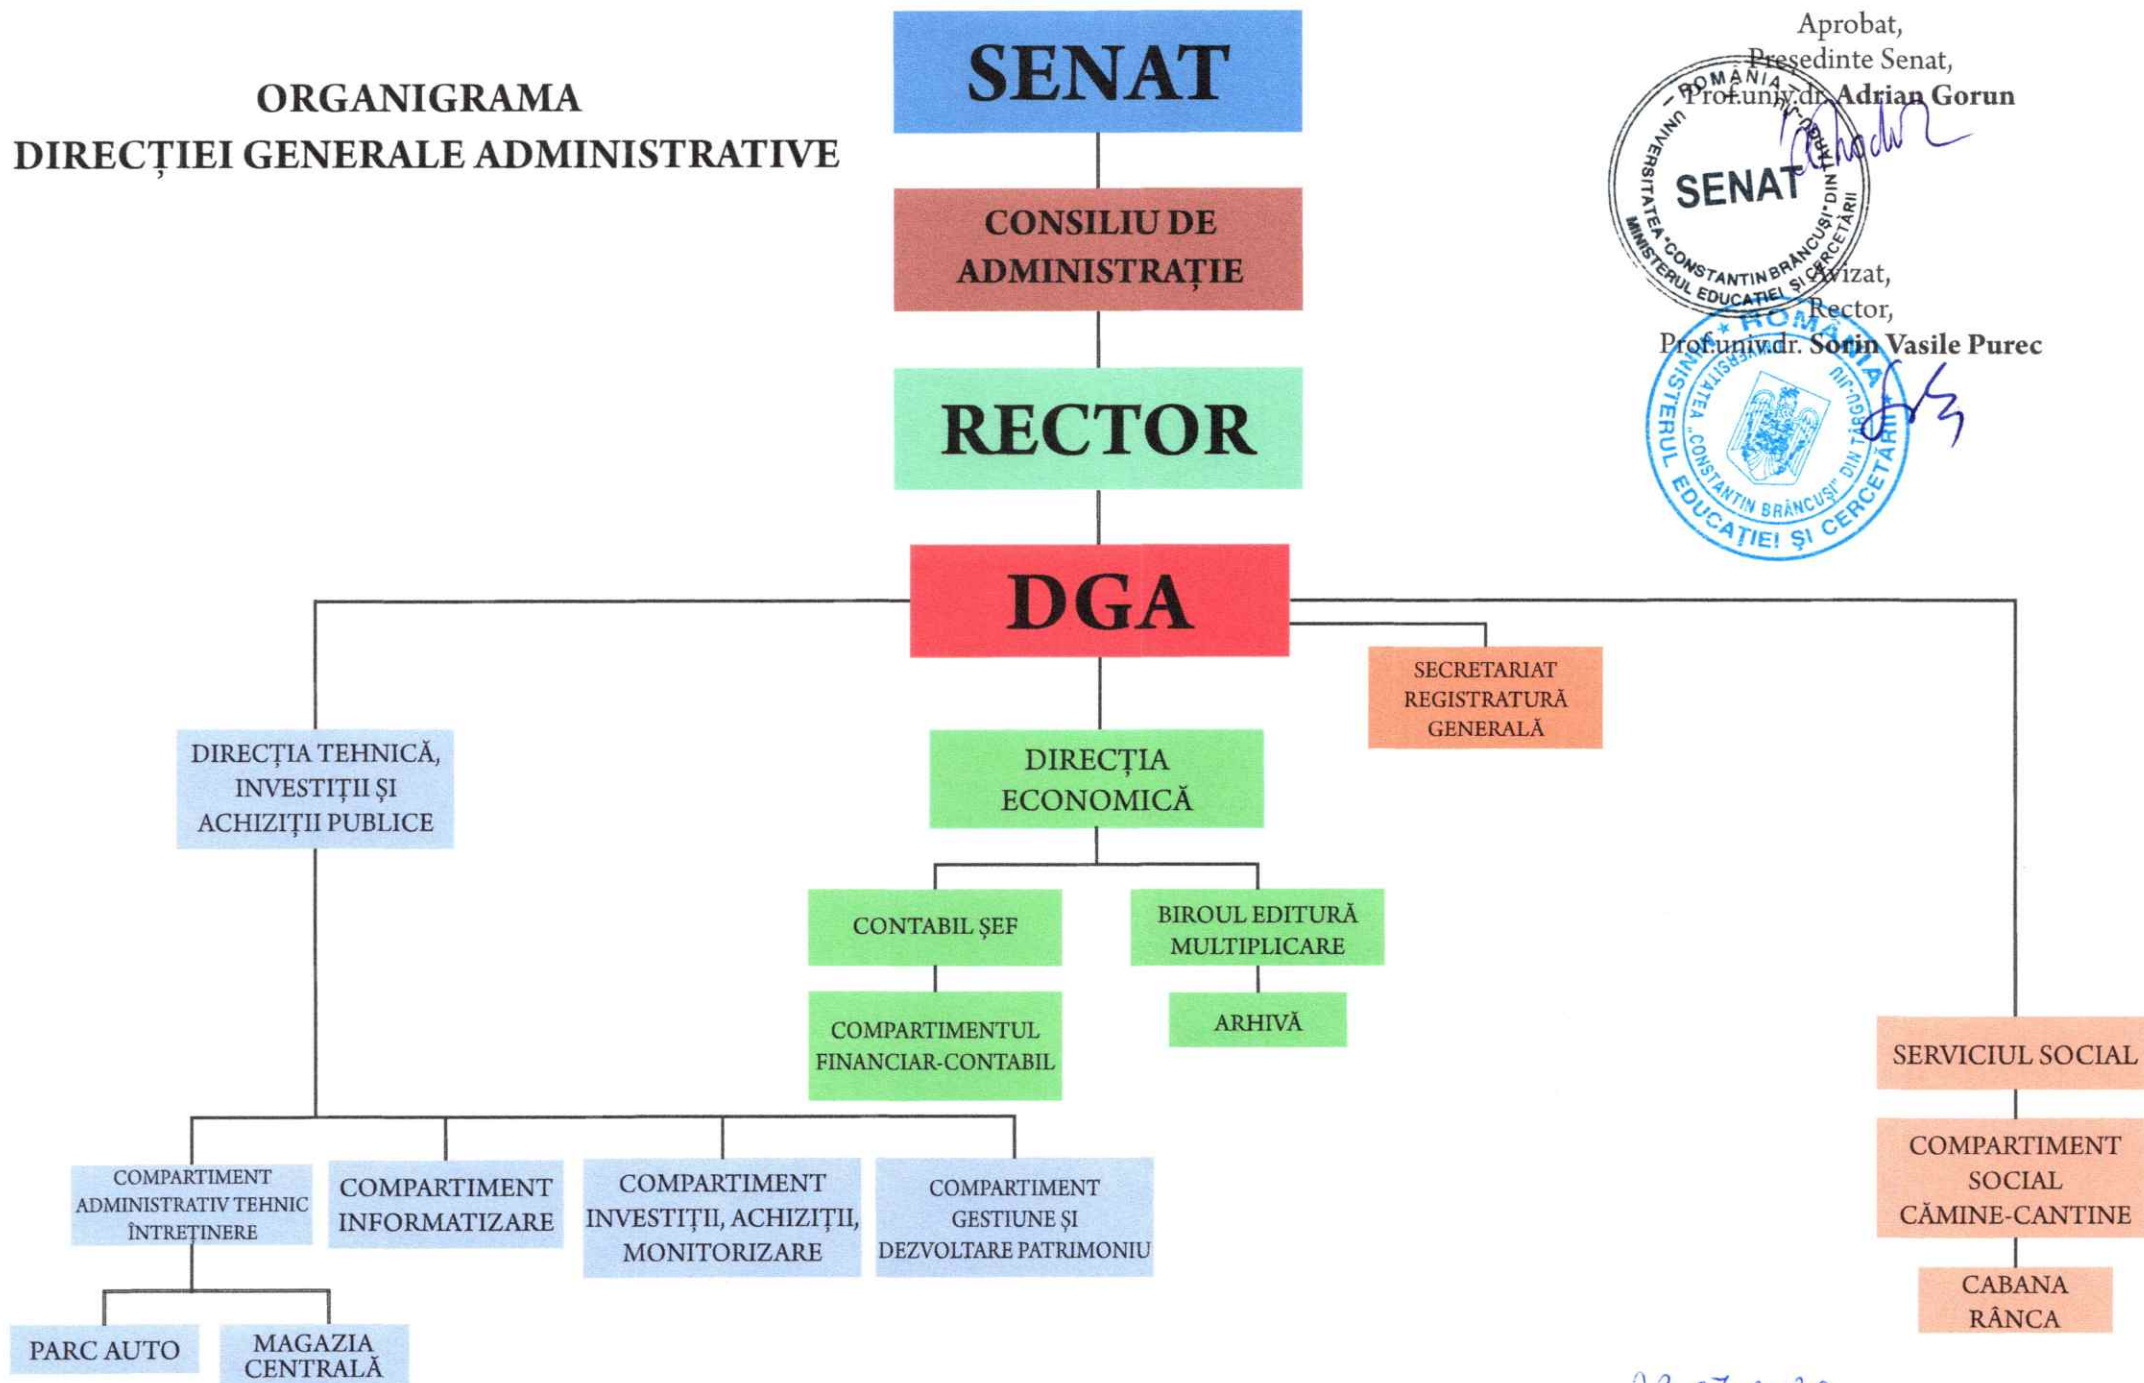 ORGANIGRAMA
DIRECȚIEI GENERALE ADMINISTRATIVE
SENAT
CONSILIU DE
ADMINISTRAȚIE
RECTOR
DGA
Aprobat,
Președinte Senat,
Prof.univ.dr. Adrian Gorun
ROMÂNIA
UNIVERSITATEA "CONSTANTIN BRÂNCUȘI" DIN TÂRGU-JIU
MINISTERUL EDUCAȚIEI ȘI CERCETĂRII
SENAT
Avizat,
Rector,
Prof.univ.dr. Sorin Vasile Purec
ROMÂNIA
MINISTERUL EDUCAȚIEI ȘI CERCETĂRII
UNIVERSITATEA „CONSTANTIN BRÂNCUȘI" DIN TÂRGU-JIU
SECRETARIAT
REGISTRATURĂ
GENERALĂ
DIRECȚIA TEHNICĂ,
INVESTIȚII ȘI
ACHIZIȚII PUBLICE
DIRECȚIA
ECONOMICĂ
CONTABIL ȘEF
BIROUL EDITURĂ
MULTIPLICARE
COMPARTIMENTUL
FINANCIAR-CONTABIL
ARHIVĂ
SERVICIUL SOCIAL
COMPARTIMENT
SOCIAL
CĂMINE-CANTINE
CABANA
RÂNCA
COMPARTIMENT
ADMINISTRATIV TEHNIC
ÎNTREȚINERE
COMPARTIMENT
INFORMATIZARE
COMPARTIMENT
INVESTIȚII, ACHIZIȚII,
MONITORIZARE
COMPARTIMENT
GESTIUNE ȘI
DEZVOLTARE PATRIMONIU
PARC AUTO
MAGAZIA
CENTRALĂ